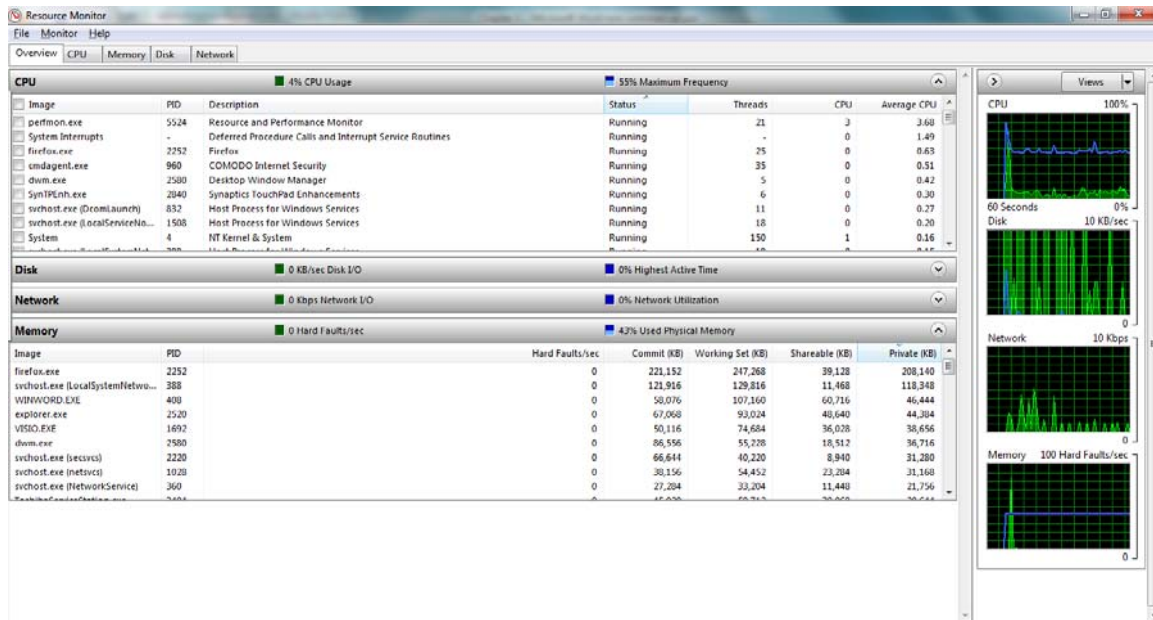 Resource Monitor
File Monitor Help
Overview CPU Memory Disk Network
CPU 4% CPU Usage 55% Maximum Frequency
Image PID Description Status Threads CPU Average CPU
perfmon.exe 5524 Resource and Performance Monitor Running 21 3 3.68
System Interrupts - Deferred Procedure Calls and Interrupt Service Routines Running - 0 1.49
firefox.exe 2252 Firefox Running 25 0 0.63
cmdagent.exe 960 COMODO Internet Security Running 35 0 0.51
dwm.exe 2580 Desktop Window Manager Running 5 0 0.42
SynTPEnh.exe 2840 Synaptics TouchPad Enhancements Running 6 0 0.30
svchost.exe (DcomLaunch) 832 Host Process for Windows Services Running 11 0 0.27
svchost.exe (LocalServiceNo... 1508 Host Process for Windows Services Running 18 0 0.20
System 4 NT Kernel & System Running 150 1 0.16
Disk 0 KB/sec Disk I/O 0% Highest Active Time
Network 0 Kbps Network I/O 0% Network Utilization
Memory 0 Hard Faults/sec 43% Used Physical Memory
Image PID Hard Faults/sec Commit (KB) Working Set (KB) Shareable (KB) Private (KB)
firefox.exe 2252 0 221,152 247,268 39,128 208,140
svchost.exe (LocalSystemNetwo... 388 0 121,916 129,816 11,468 118,348
WINWORD.EXE 408 0 58,076 107,160 60,716 46,444
explorer.exe 2520 0 67,068 93,024 48,640 44,384
VISIO.EXE 1692 0 50,116 74,684 36,028 38,656
dwm.exe 2580 0 86,556 55,228 18,512 36,716
svchost.exe (secsvcs) 2220 0 66,644 40,220 8,940 31,280
svchost.exe (netsvcs) 1028 0 38,156 54,452 23,284 31,168
svchost.exe (NetworkService) 360 0 27,284 33,204 11,448 21,756
Views
CPU 100%
60 Seconds 0%
Disk 10 KB/sec
0
Network 10 Kbps
0
Memory 100 Hard Faults/sec
0